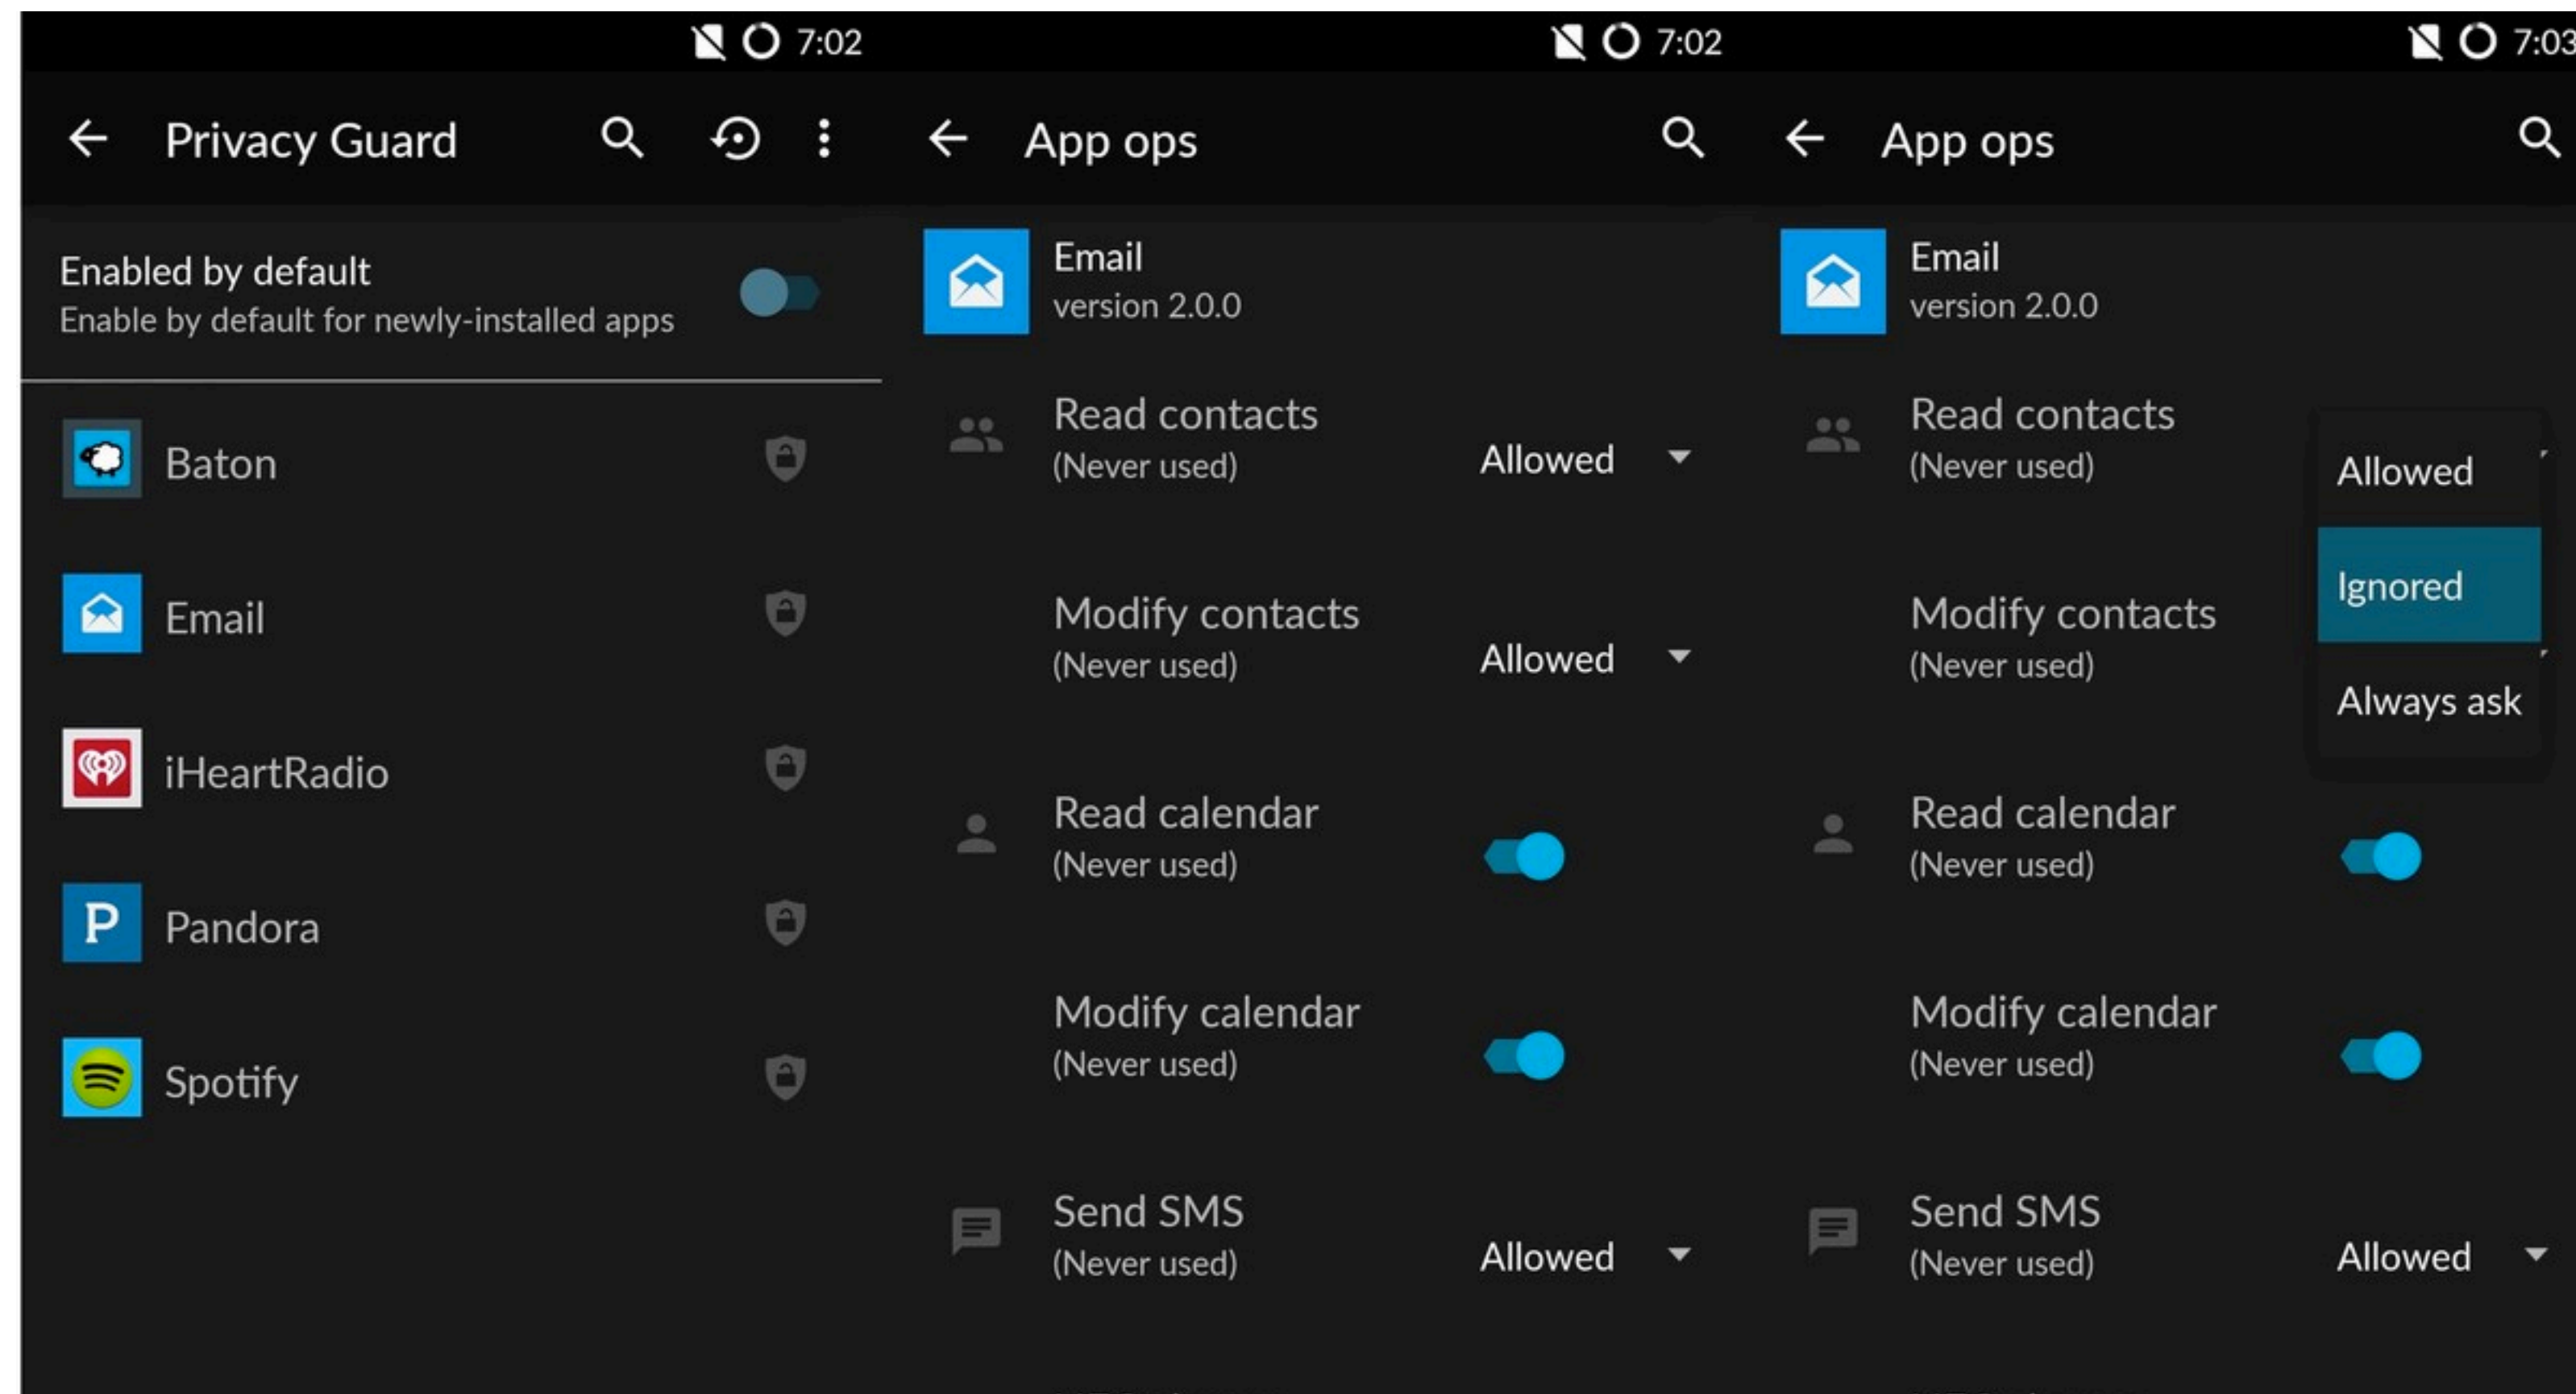 7:02
Privacy Guard
Enabled by default
Enable by default for newly-installed apps
Baton
Email
iHeartRadio
P
Pandora
Spotify
7:02
App ops
Email
version 2.0.0
Read contacts
(Never used)
Allowed
Modify contacts
(Never used)
Allowed
Read calendar
(Never used)
Modify calendar
(Never used)
Send SMS
(Never used)
Allowed
7:03
App ops
Email
version 2.0.0
Read contacts
(Never used)
Allowed
Ignored
Always ask
Modify contacts
(Never used)
Read calendar
(Never used)
Modify calendar
(Never used)
Send SMS
(Never used)
Allowed